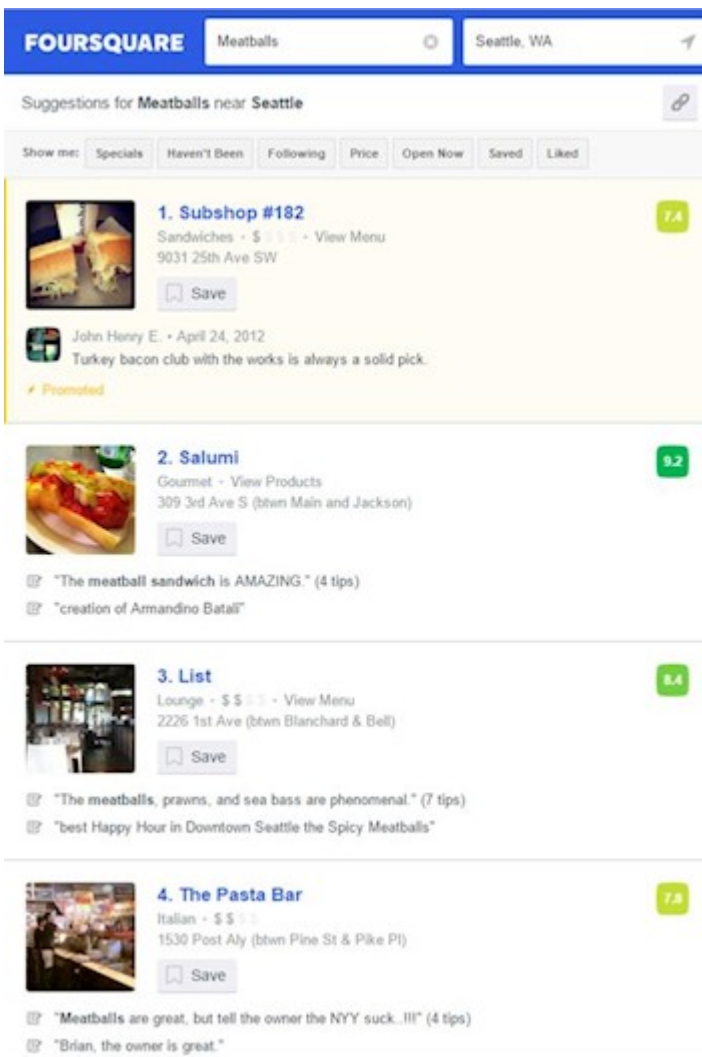 FOURSQUARE
Meatballs
Seattle, WA
Suggestions for Meatballs near Seattle
Show me: Specials Haven't Been Following Price Open Now Saved Liked
1. Subshop #182
7.4
Sandwiches · $ $ $ $ · View Menu
9031 25th Ave SW
Save
John Henry E. • April 24, 2012
Turkey bacon club with the works is always a solid pick.
Promoted
2. Salumi
9.2
Gourmet · View Products
309 3rd Ave S (btwn Main and Jackson)
Save
"The meatball sandwich is AMAZING." (4 tips)
"creation of Armandino Batali"
3. List
8.4
Lounge · $ $ $ $ · View Menu
2226 1st Ave (btwn Blanchard & Bell)
Save
"The meatballs, prawns, and sea bass are phenomenal." (7 tips)
"best Happy Hour in Downtown Seattle the Spicy Meatballs"
4. The Pasta Bar
7.8
Italian · $ $ $ $
1530 Post Aly (btwn Pine St & Pike Pl)
Save
"Meatballs are great, but tell the owner the NYY suck..!!!" (4 tips)
"Brian, the owner is great."